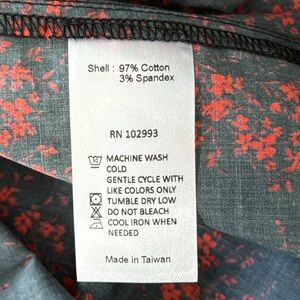 Shell : 97% Cotton
3% Spandex
RN 102993
MACHINE WASH
COLD
GENTLE CYCLE WITH
LIKE COLORS ONLY
TUMBLE DRY LOW
DO NOT BLEACH
COOL IRON WHEN
NEEDED
Made in Taiwan